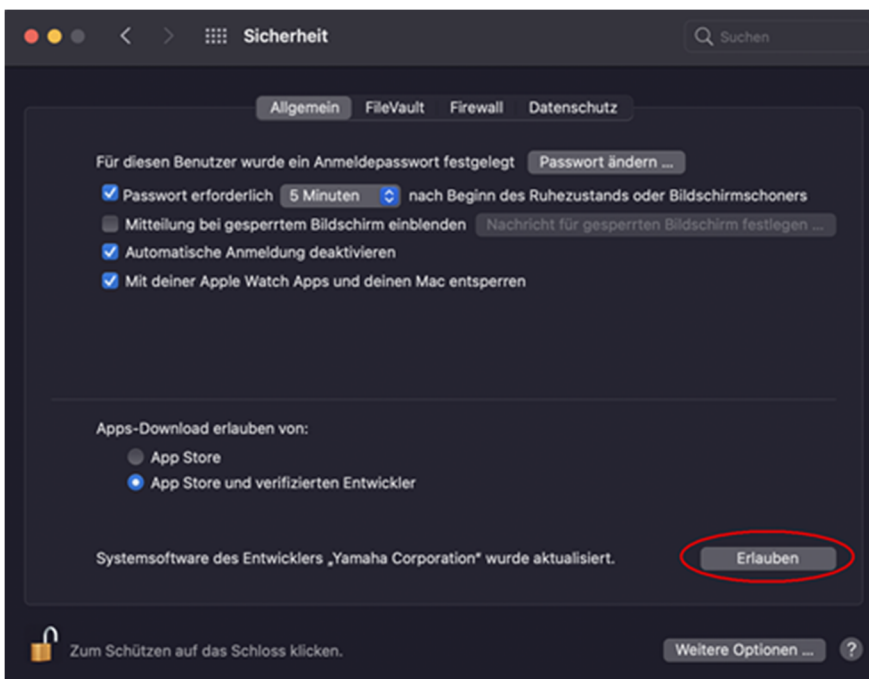 Sicherheit
Suchen
Allgemein FileVault Firewall Datenschutz
Für diesen Benutzer wurde ein Anmeldepasswort festgelegt Passwort ändern ...
Passwort erforderlich 5 Minuten nach Beginn des Ruhezustands oder Bildschirmschoners
Mitteilung bei gesperrtem Bildschirm einblenden Nachricht für gesperrten Bildschirm festlegen ...
Automatische Anmeldung deaktivieren
Mit deiner Apple Watch Apps und deinen Mac entsperren
Apps-Download erlauben von:
App Store
App Store und verifizierten Entwickler
Systemsoftware des Entwicklers „Yamaha Corporation“ wurde aktualisiert. Erlauben
Zum Schützen auf das Schloss klicken. Weitere Optionen ... ?